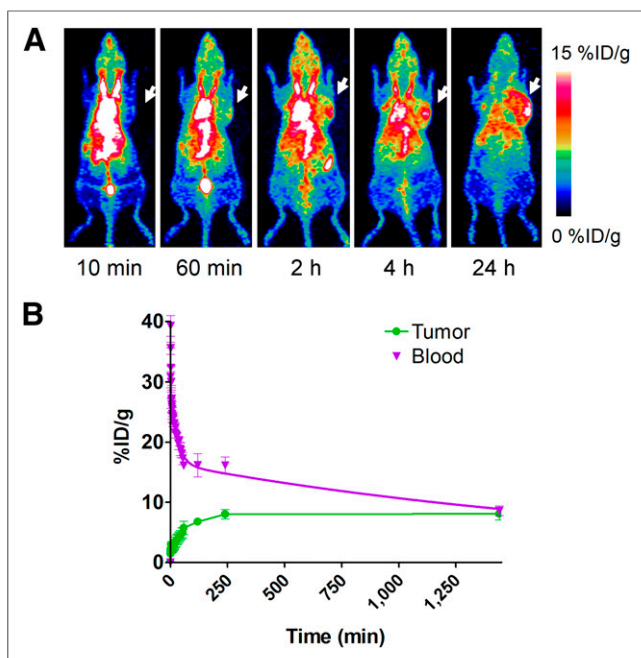 A
15 %ID/g
0 %ID/g
10 min 60 min 2 h 4 h 24 h
B
Tumor
Blood
%ID/g
40
30
20
10
0
0 250 500 750 1,000 1,250
Time (min)